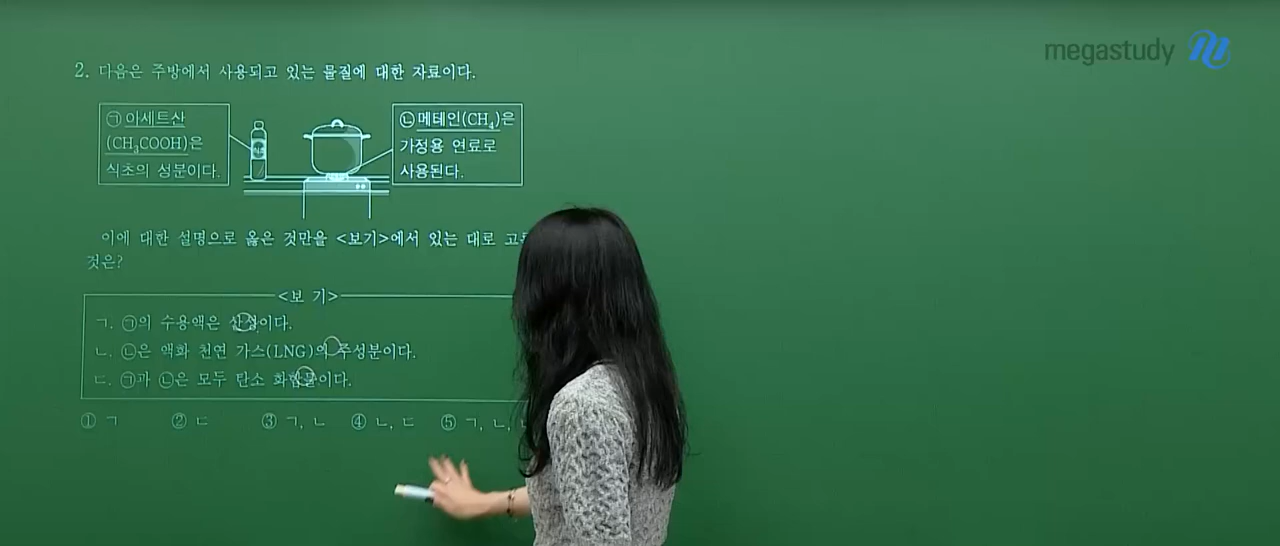 megastudy
2. 다음은 주방에서 사용되고 있는 물질에 대한 자료이다.
㉠ 아세트산
(CH₃COOH)은
식초의 성분이다.
㉡ 메테인(CH₄)은
가정용 연료로
사용된다.
이에 대한 설명으로 옳은 것만을 <보기>에서 있는 대로
것은?
<보 기>
ㄱ. ㉠의 수용액은 산성이다.
ㄴ. ㉡은 액화 천연 가스(LNG)의 주성분이다.
ㄷ. ㉠과 ㉡은 모두 탄소 화합물이다.
① ㄱ ② ㄷ ③ ㄱ, ㄴ ④ ㄴ, ㄷ ⑤ ㄱ, ㄴ,